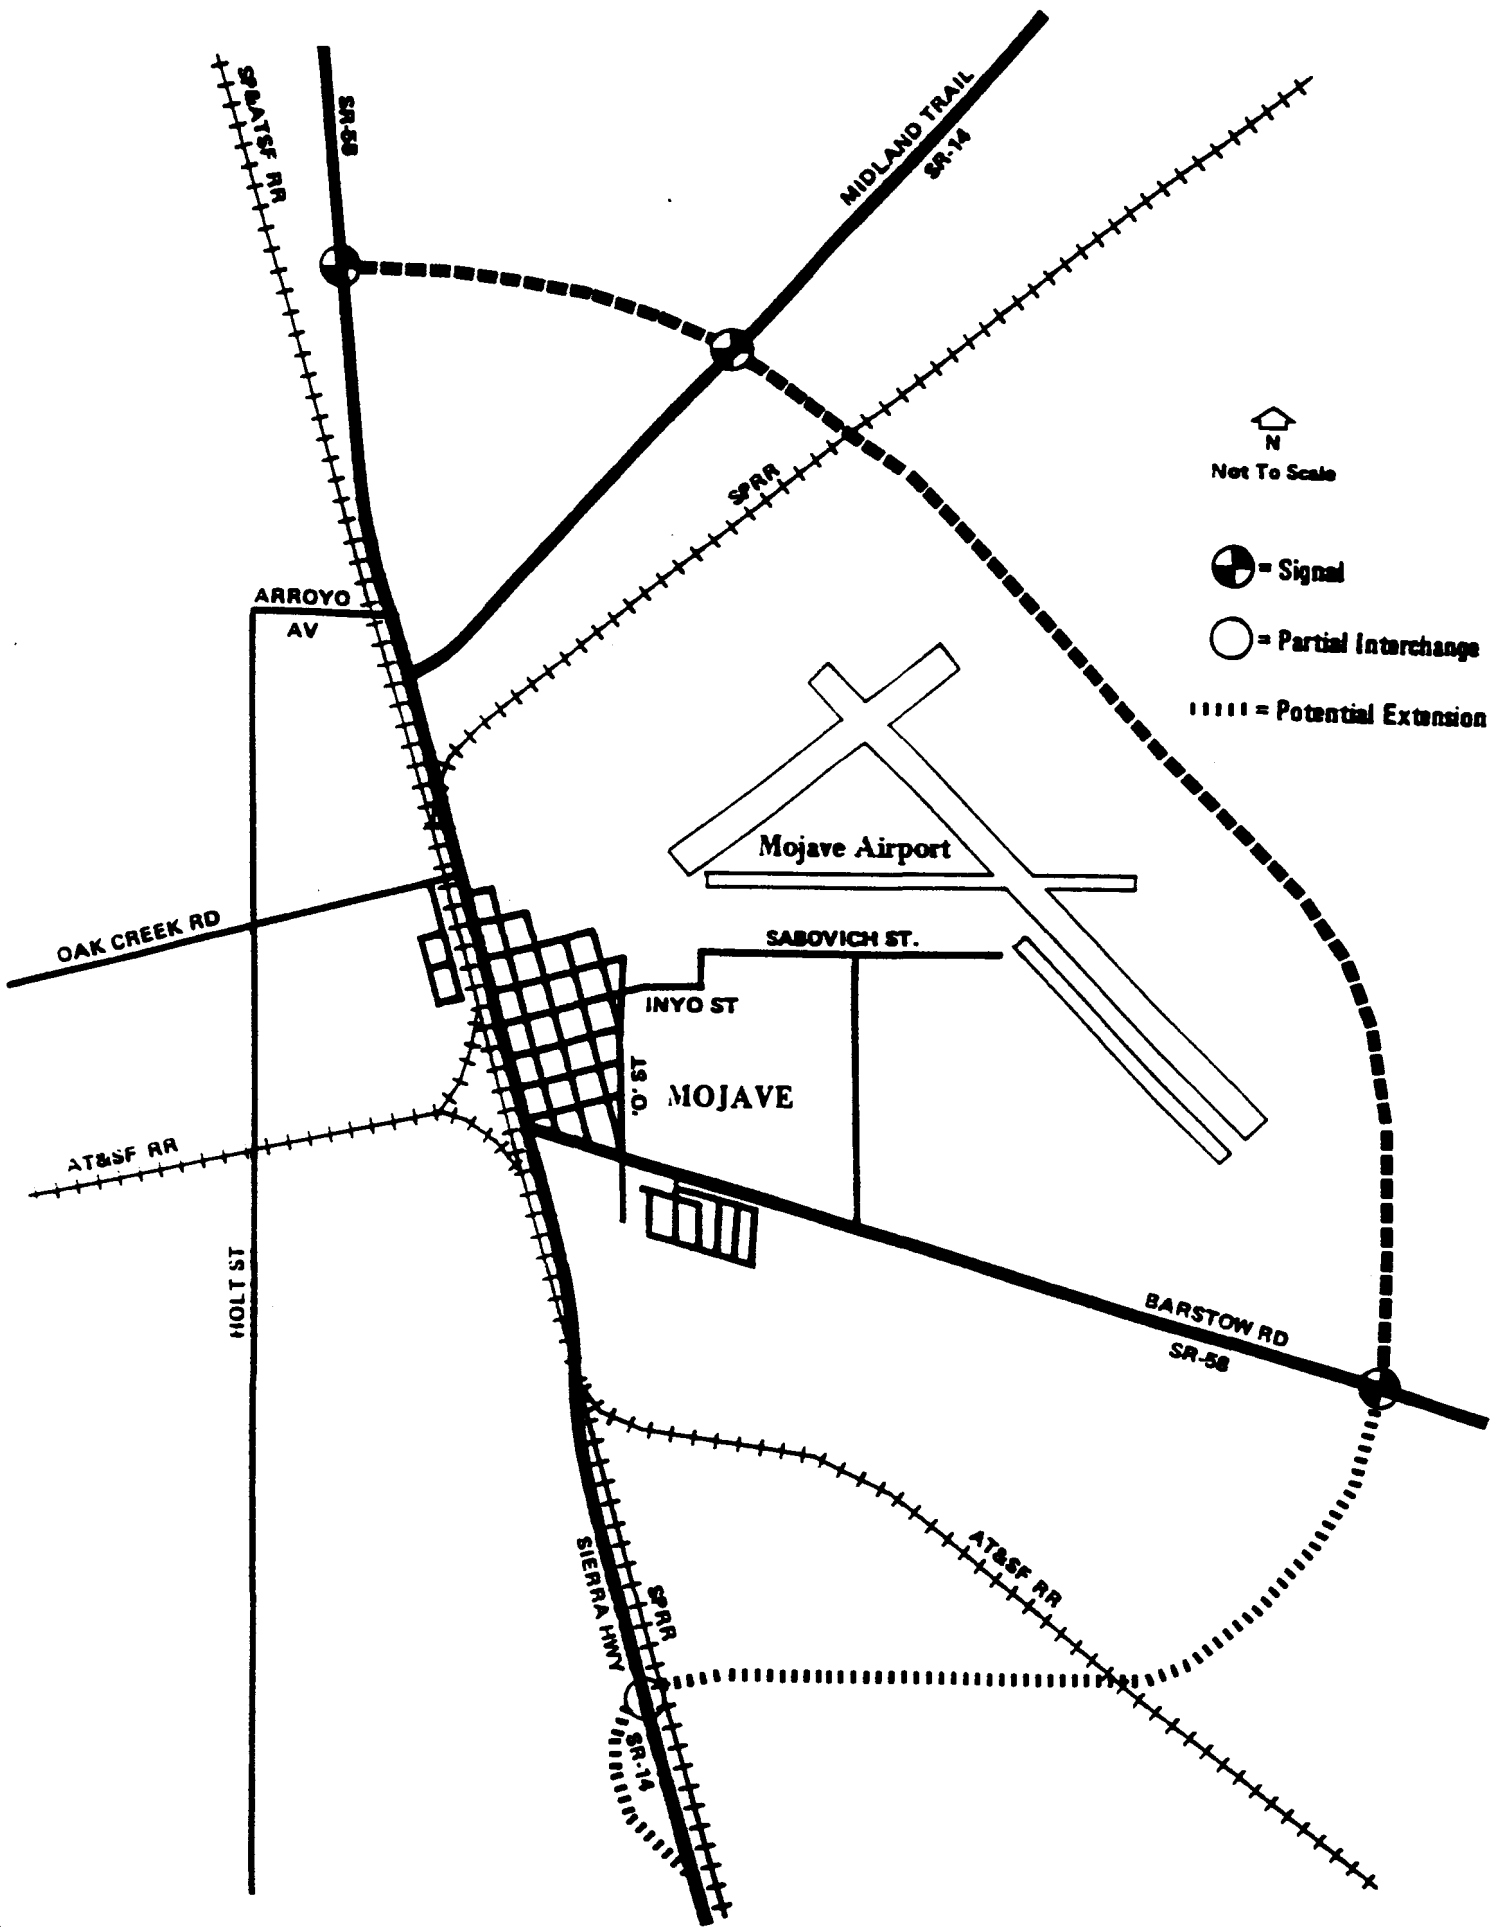 SP&ATSF RR
SR-58
MIDLAND TRAIL
SR-14
N
Not To Scale
SPRR
= Signal
ARROYO
AV
= Partial Interchange
= Potential Extension
Mojave Airport
OAK CREEK RD
SABOVICH ST.
INYO ST
'O' ST
MOJAVE
AT&SF RR
HOLT ST
BARSTOW RD
SR-58
AT&SF RR
SIERRA HWY
SPRR
SR-14